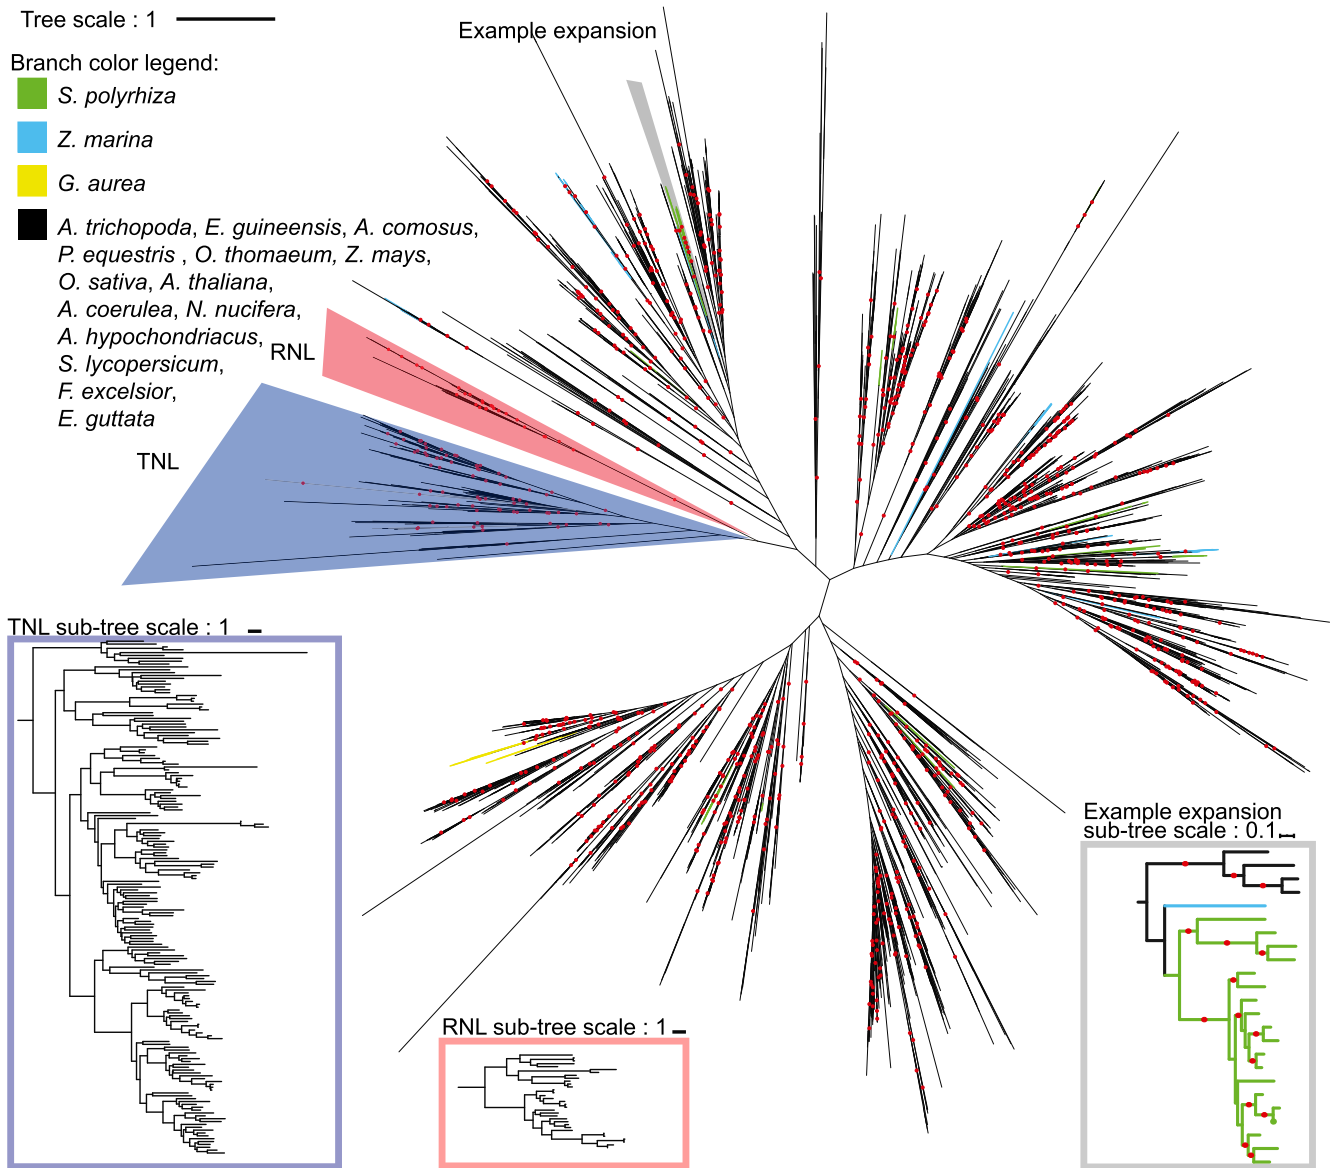 Tree scale : 1
Example expansion
Branch color legend:
S. polyrhiza
Z. marina
G. aurea
A. trichopoda, E. guineensis, A. comosus,
P. equestris , O. thomaeum, Z. mays,
O. sativa, A. thaliana,
A. coerulea, N. nucifera,
A. hypochondriacus,
S. lycopersicum,
F. excelsior,
E. guttata
RNL
TNL
TNL sub-tree scale : 1
Example expansion
sub-tree scale : 0.1
RNL sub-tree scale : 1